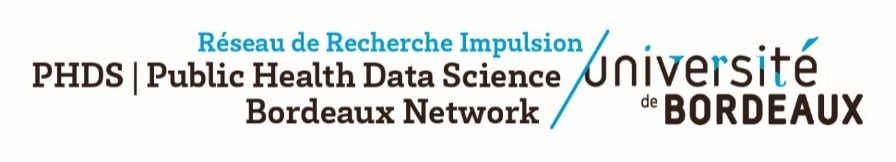 Réseau de Recherche Impulsion
PHDS | Public Health Data Science
Bordeaux Network
université
de BORDEAUX